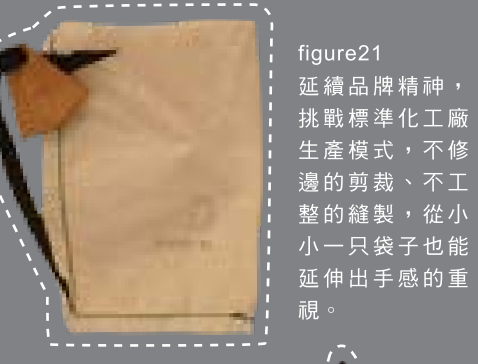 figure21
延續品牌精神，
挑戰標準化工廠
生產模式，不修
邊的剪裁、不工
整的縫製，從小
小一只袋子也能
延伸出手感的重
視。